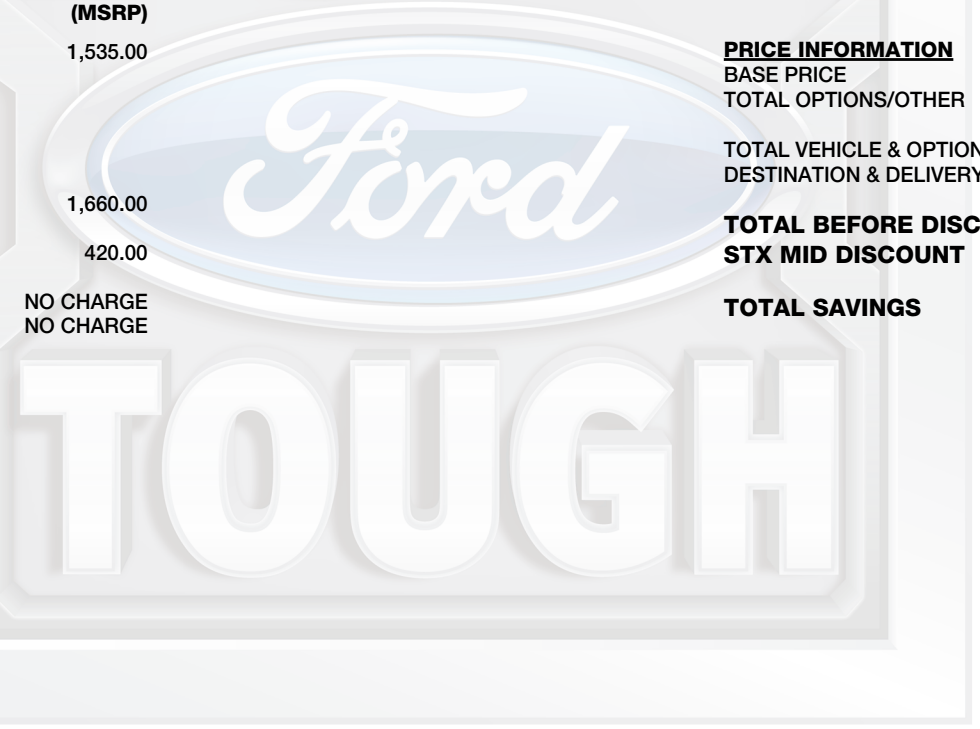 (MSRP)
1,535.00
1,660.00
420.00
NO CHARGE
NO CHARGE
PRICE INFORMATION
BASE PRICE
TOTAL OPTIONS/OTHER
TOTAL VEHICLE & OPTION
DESTINATION & DELIVERY
TOTAL BEFORE DISC
STX MID DISCOUNT
TOTAL SAVINGS
Ford
TOUGH